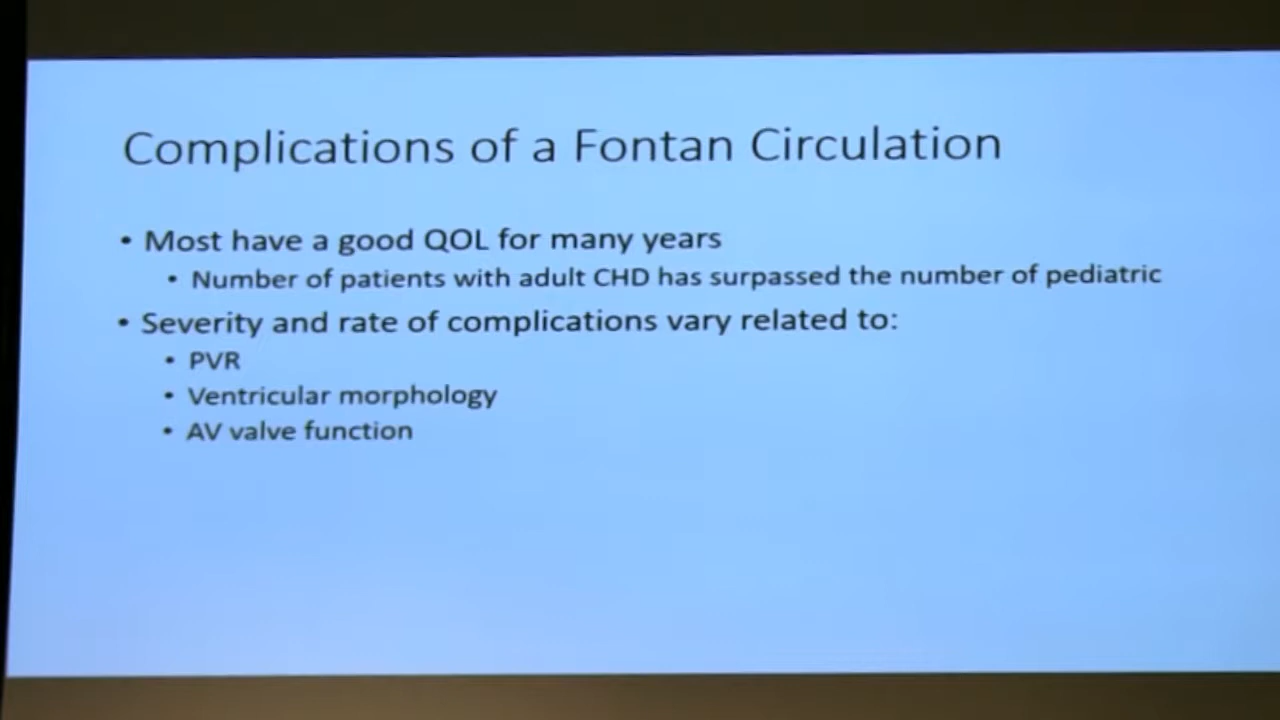 Complications of a Fontan Circulation
• Most have a good QOL for many years
• Number of patients with adult CHD has surpassed the number of pediatric
• Severity and rate of complications vary related to:
• PVR
• Ventricular morphology
• AV valve function